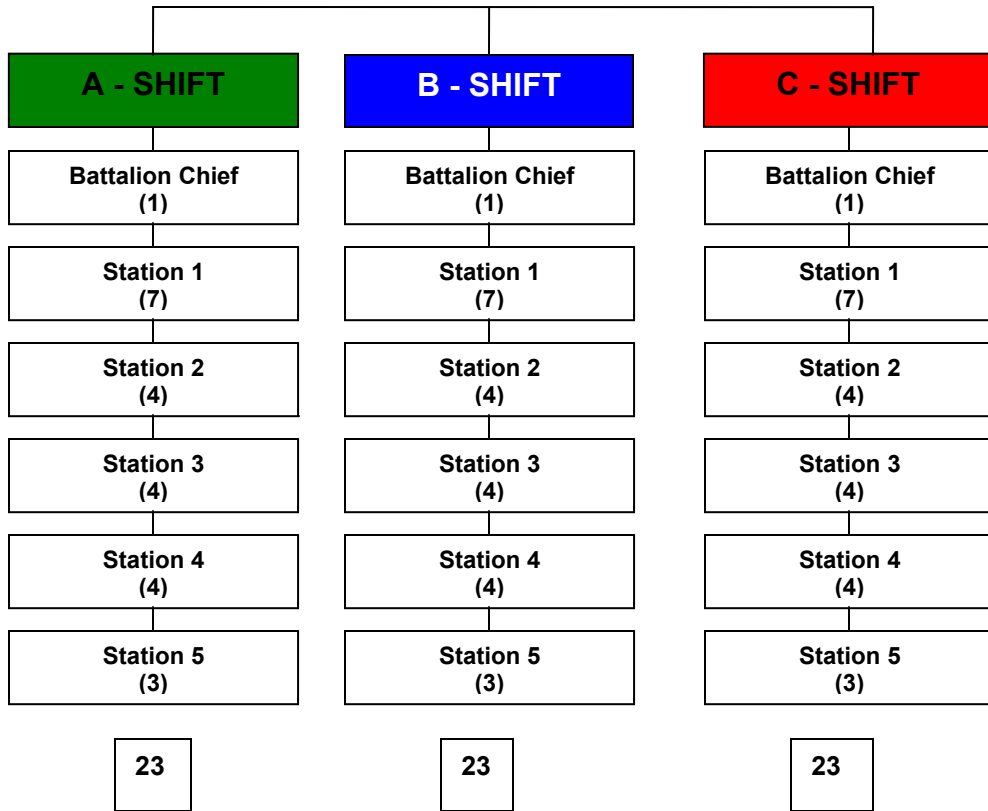 A - SHIFT
Battalion Chief
(1)
Station 1
(7)
Station 2
(4)
Station 3
(4)
Station 4
(4)
Station 5
(3)
23
B - SHIFT
Battalion Chief
(1)
Station 1
(7)
Station 2
(4)
Station 3
(4)
Station 4
(4)
Station 5
(3)
23
C - SHIFT
Battalion Chief
(1)
Station 1
(7)
Station 2
(4)
Station 3
(4)
Station 4
(4)
Station 5
(3)
23